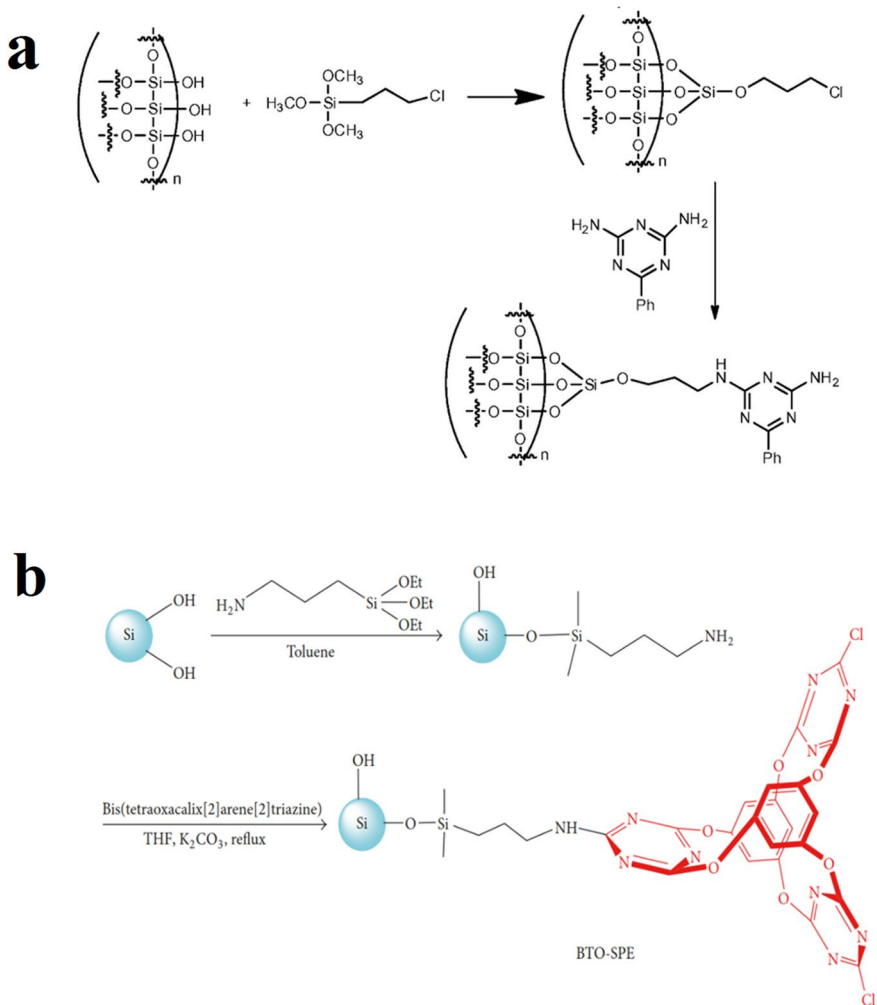 a
O
O Si OH
O Si OH
O Si OH
O
n
+
OCH3
H3CO Si Cl
OCH3
O
O Si O
O Si O Si O Cl
O Si O
O
n
H2N N NH2
N N
Ph
O
O Si O
O Si O Si O H N N NH2
O Si O N N
O Ph
n
b
OH
Si
OH
H2N Si OEt
OEt
OEt
Toluene
OH
Si O Si NH2
Bis(tetraoxacalix[2]arene[2]triazine)
THF, K2CO3, reflux
OH
Si O Si NH
N N N
O O
Cl
N N N
O O
O O
N N N
Cl
BTO-SPE